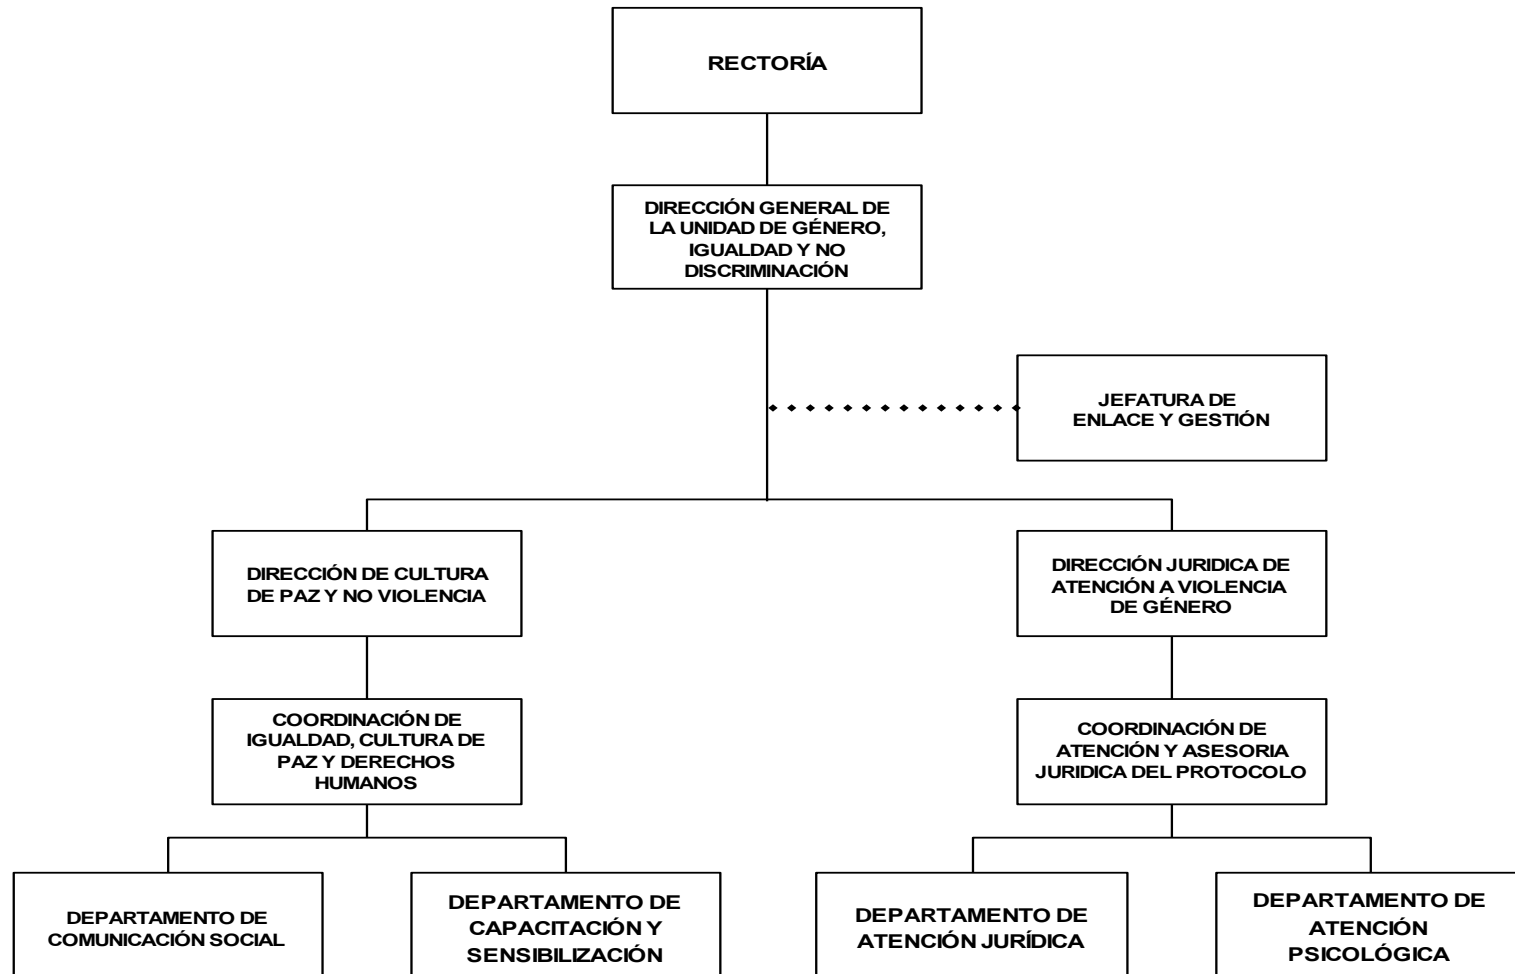 RECTORÍA
DIRECCIÓN GENERAL DE
LA UNIDAD DE GÉNERO,
IGUALDAD Y NO
DISCRIMINACIÓN
JEFATURA DE
ENLACE Y GESTIÓN
DIRECCIÓN DE CULTURA
DE PAZ Y NO VIOLENCIA
DIRECCIÓN JURIDICA DE
ATENCIÓN A VIOLENCIA
DE GÉNERO
COORDINACIÓN DE
IGUALDAD, CULTURA DE
PAZ Y DERECHOS
HUMANOS
COORDINACIÓN DE
ATENCIÓN Y ASESORIA
JURIDICA DEL PROTOCOLO
DEPARTAMENTO DE
COMUNICACIÓN SOCIAL
DEPARTAMENTO DE
CAPACITACIÓN Y
SENSIBILIZACIÓN
DEPARTAMENTO DE
ATENCIÓN JURÍDICA
DEPARTAMENTO DE
ATENCIÓN
PSICOLÓGICA